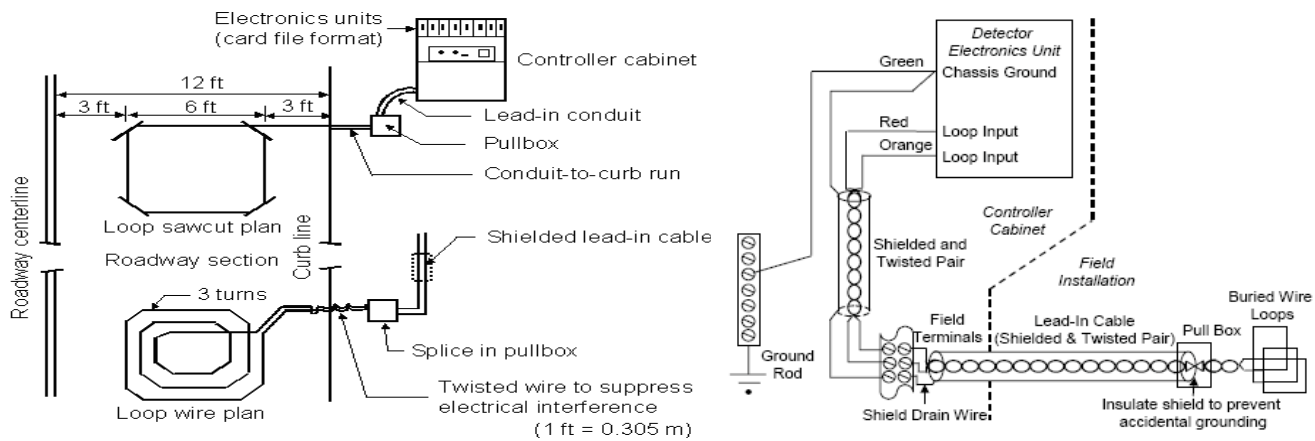 Electronics units
(card file format)
Controller cabinet
12 ft
3 ft
6 ft
3 ft
Lead-in conduit
Pullbox
Conduit-to-curb run
Roadway centerline
Loop sawcut plan
Curb line
Roadway section
Shielded lead-in cable
3 turns
Splice in pullbox
Twisted wire to suppress
electrical interference
Loop wire plan
(1 ft = 0.305 m)
Detector
Electronics Unit
Green
Chassis Ground
Red
Loop Input
Orange
Loop Input
Controller
Cabinet
Shielded and
Twisted Pair
Field
Installation
Buried Wire
Loops
Field
Terminals
Lead-In Cable
(Shielded & Twisted Pair)
Pull Box
Ground
Rod
Shield Drain Wire
Insulate shield to prevent
accidental grounding